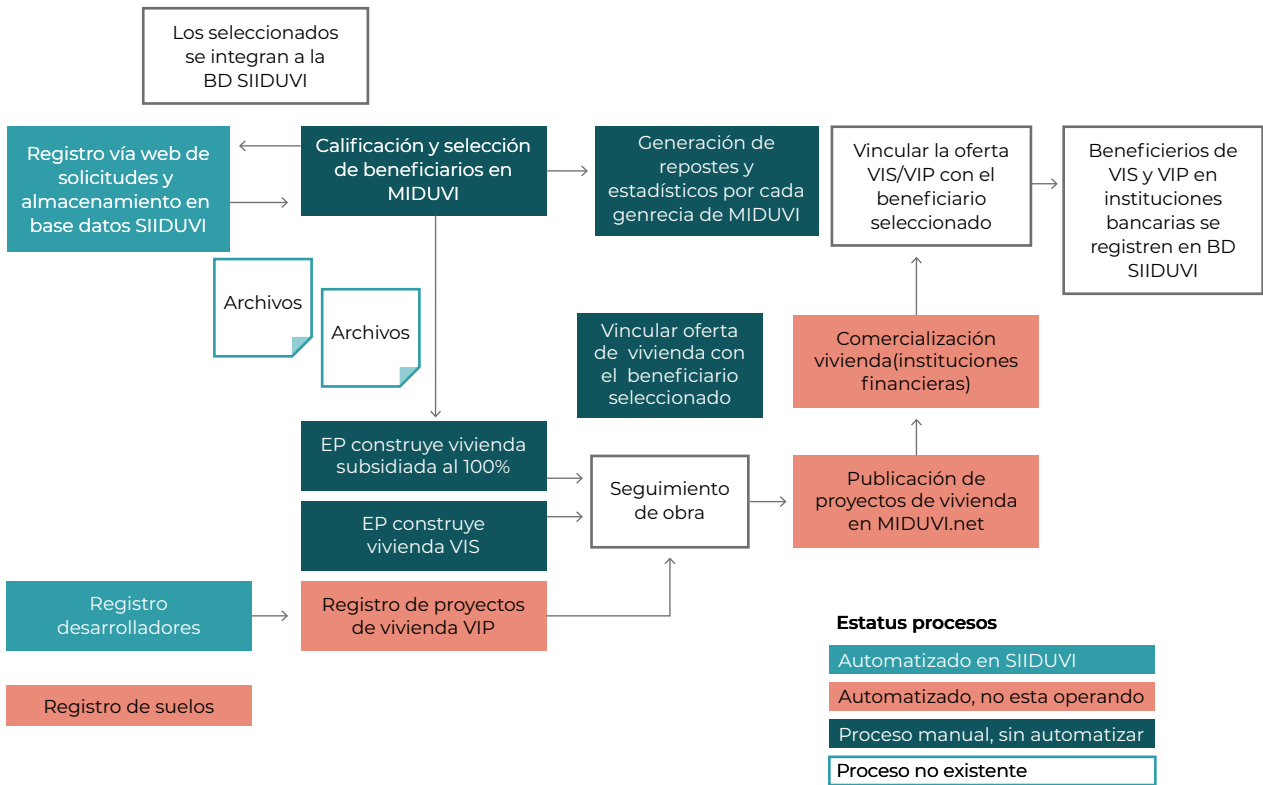 Los seleccionados
se integran a la
BD SIIDUVI
Registro vía web de
solicitudes y
almacenamiento en
base datos SIIDUVI
Calificación y selección
de beneficiarios en
MIDUVI
Generación de
repostes y
estadísticos por cada
genrecia de MIDUVI
Vincular la oferta
VIS/VIP con el
beneficiario
seleccionado
Beneficierios de
VIS y VIP en
instituciones
bancarias se
registren en BD
SIIDUVI
Archivos
Archivos
Vincular oferta
de vivienda con
el beneficiario
seleccionado
Comercialización
vivienda(instituciones
financieras)
EP construye vivienda
subsidiada al 100%
EP construye
vivienda VIS
Seguimiento
de obra
Publicación de
proyectos de vivienda
en MIDUVI.net
Registro
desarrolladores
Registro de proyectos
de vivienda VIP
Registro de suelos
Estatus procesos
Automatizado en SIIDUVI
Automatizado, no esta operando
Proceso manual, sin automatizar
Proceso no existente